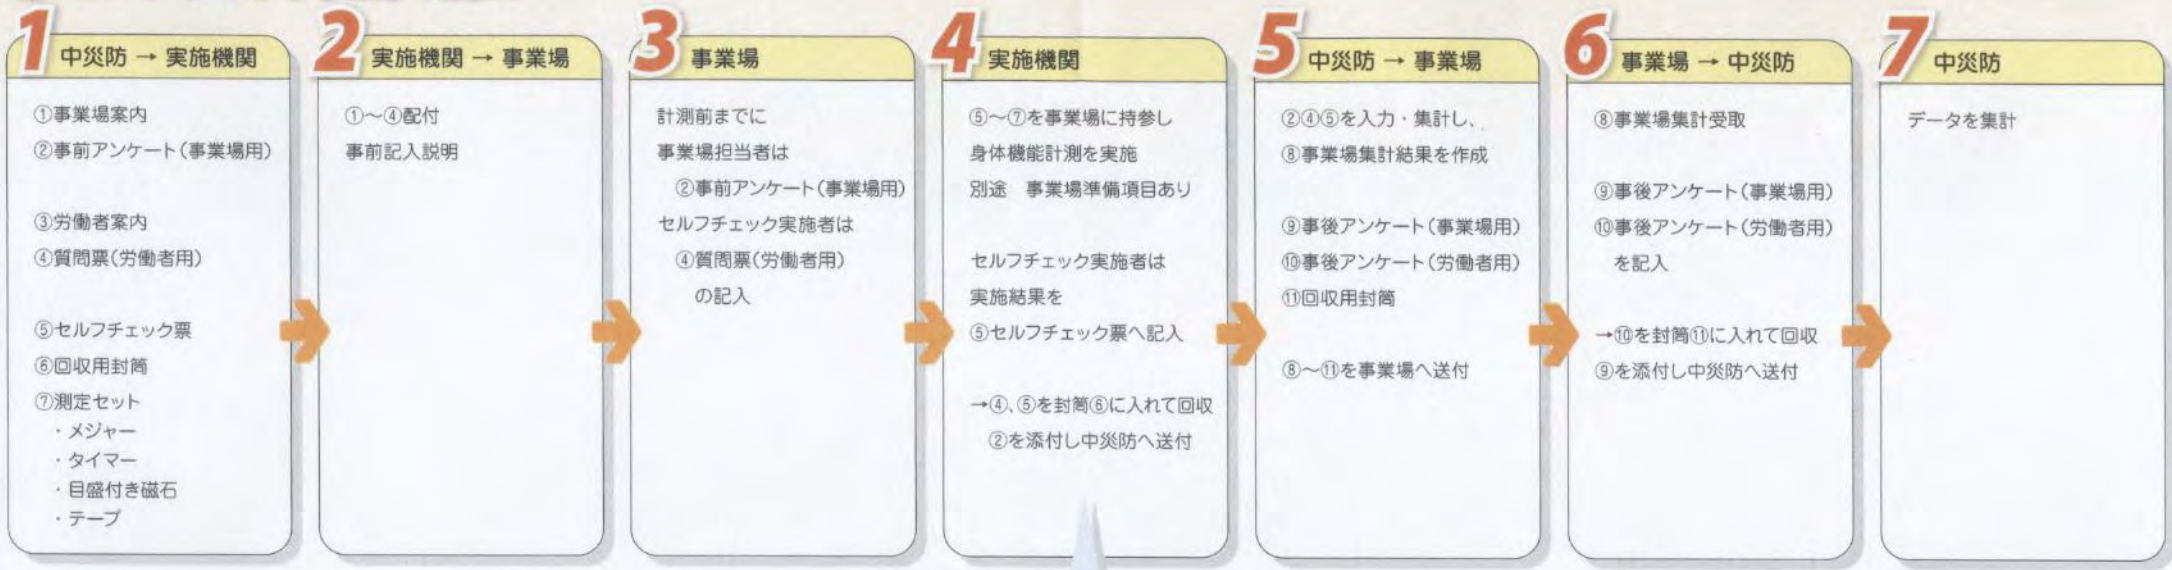 1 中災防 → 実施機関
①事業場案内
②事前アンケート(事業場用)
③労働者案内
④質問票(労働者用)
⑤セルフチェック票
⑥回収用封筒
⑦測定セット
・メジャー
・タイマー
・目盛付き磁石
・テープ
2 実施機関 → 事業場
①～④配付
事前記入説明
3 事業場
計測前までに
事業場担当者は
②事前アンケート(事業場用)
セルフチェック実施者は
④質問票(労働者用)
の記入
4 実施機関
⑤～⑦を事業場に持参し
身体機能計測を実施
別途 事業場準備項目あり
セルフチェック実施者は
実施結果を
⑤セルフチェック票へ記入
→④、⑤を封筒⑥に入れて回収
②を添付し中災防へ送付
5 中災防 → 事業場
②④⑤を入力・集計し、
⑧事業場集計結果を作成
⑨事後アンケート(事業場用)
⑩事後アンケート(労働者用)
⑪回収用封筒
⑧～⑪を事業場へ送付
6 事業場 → 中災防
⑧事業場集計受取
⑨事後アンケート(事業場用)
⑩事後アンケート(労働者用)
を記入
→⑩を封筒⑪に入れて回収
⑨を添付し中災防へ送付
7 中災防
データを集計